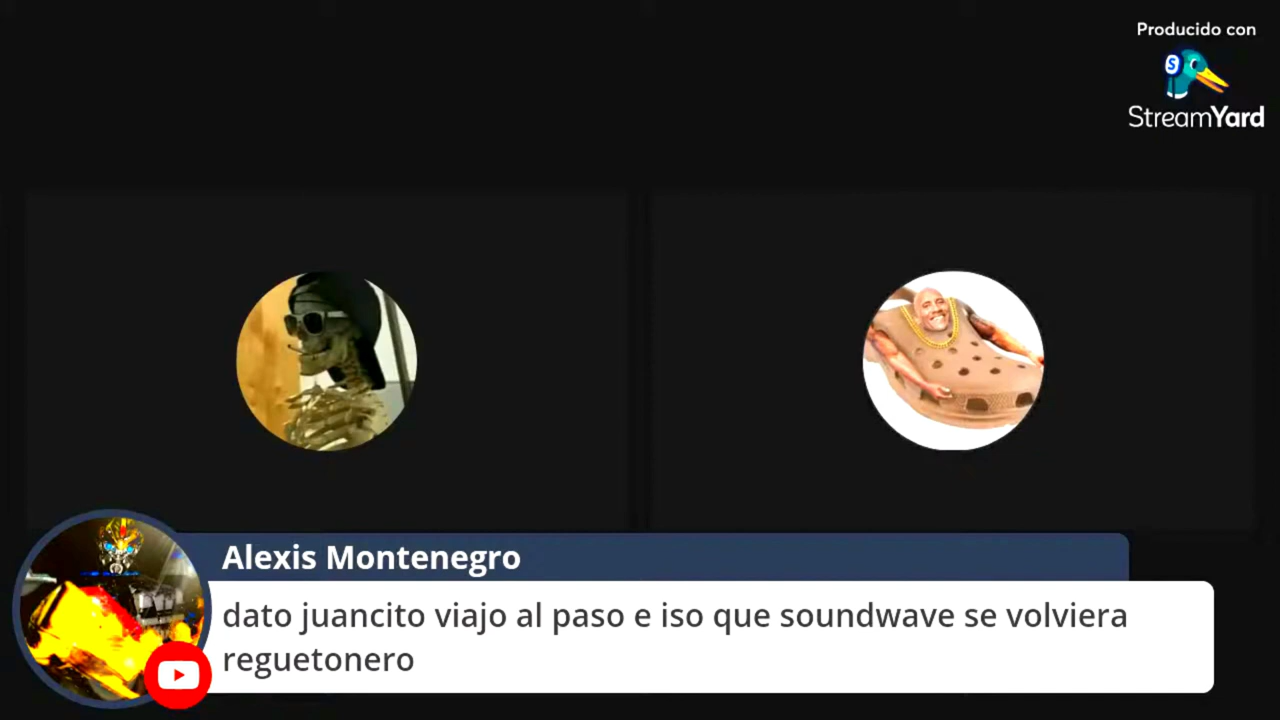 Producido con
S
StreamYard
Alexis Montenegro
dato juancito viajo al paso e iso que soundwave se volviera
reguetonero